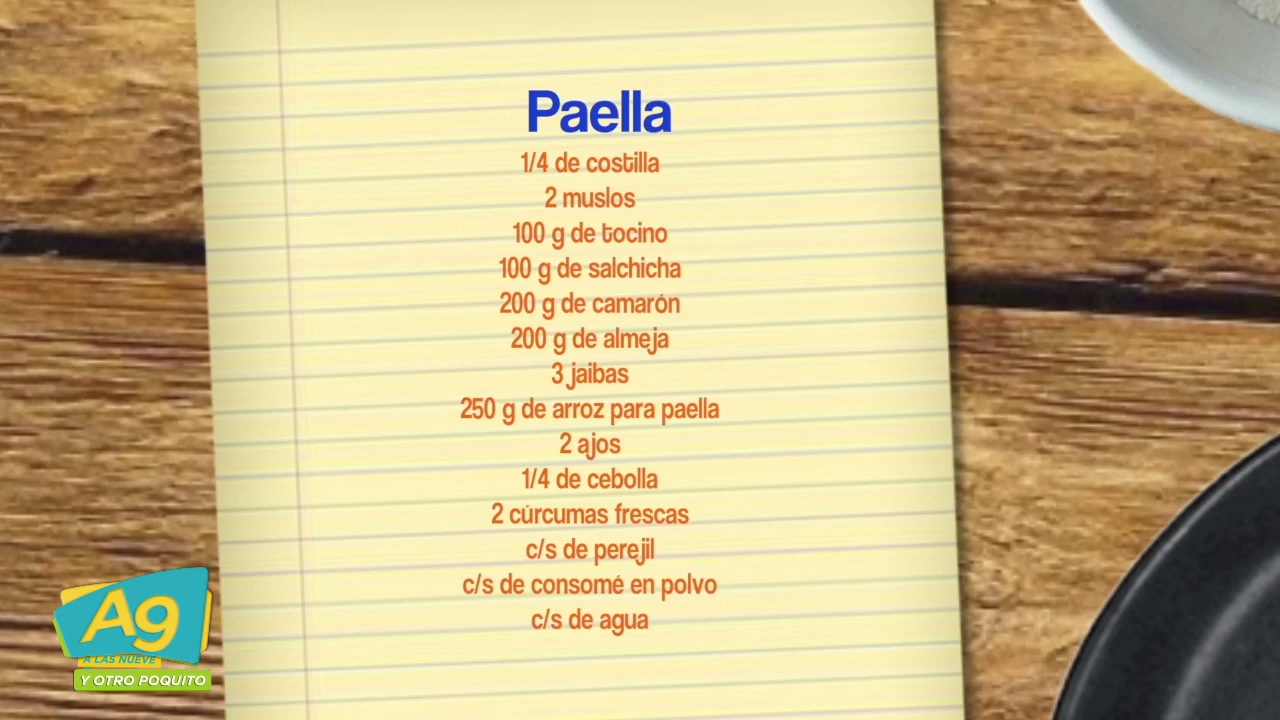 Paella
1/4 de costilla
2 muslos
100 g de tocino
100 g de salchicha
200 g de camarón
200 g de almeja
3 jaibas
250 g de arroz para paella
2 ajos
1/4 de cebolla
2 cúrcumas frescas
c/s de perejil
c/s de consomé en polvo
c/s de agua
A9
A LAS NUEVE
Y OTRO POQUITO